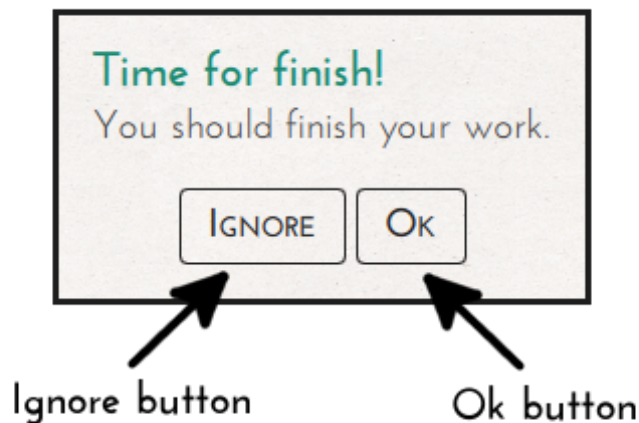 Time for finish!
You should finish your work.
IGNORE OK
Ignore button
Ok button